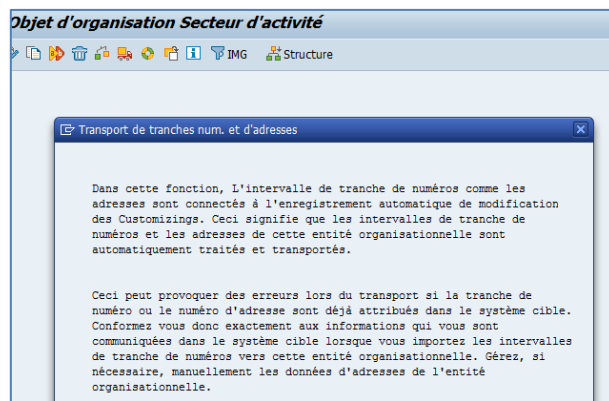 Objet d'organisation Secteur d'activité
IMG Structure
Transport de tranches num. et d'adresses
Dans cette fonction, L'intervalle de tranche de numéros comme les
adresses sont connectés à l'enregistrement automatique de modification
des Customizings. Ceci signifie que les intervalles de tranche de
numéros et les adresses de cette entité organisationnelle sont
automatiquement traités et transportés.
Ceci peut provoquer des erreurs lors du transport si la tranche de
numéro ou le numéro d'adresse sont déjà attribués dans le système cible.
Conformez vous donc exactement aux informations qui vous sont
communiquées dans le système cible lorsque vous importez les intervalles
de tranche de numéros vers cette entité organisationnelle. Gérez, si
nécessaire, manuellement les données d'adresses de l'entité
organisationnelle.